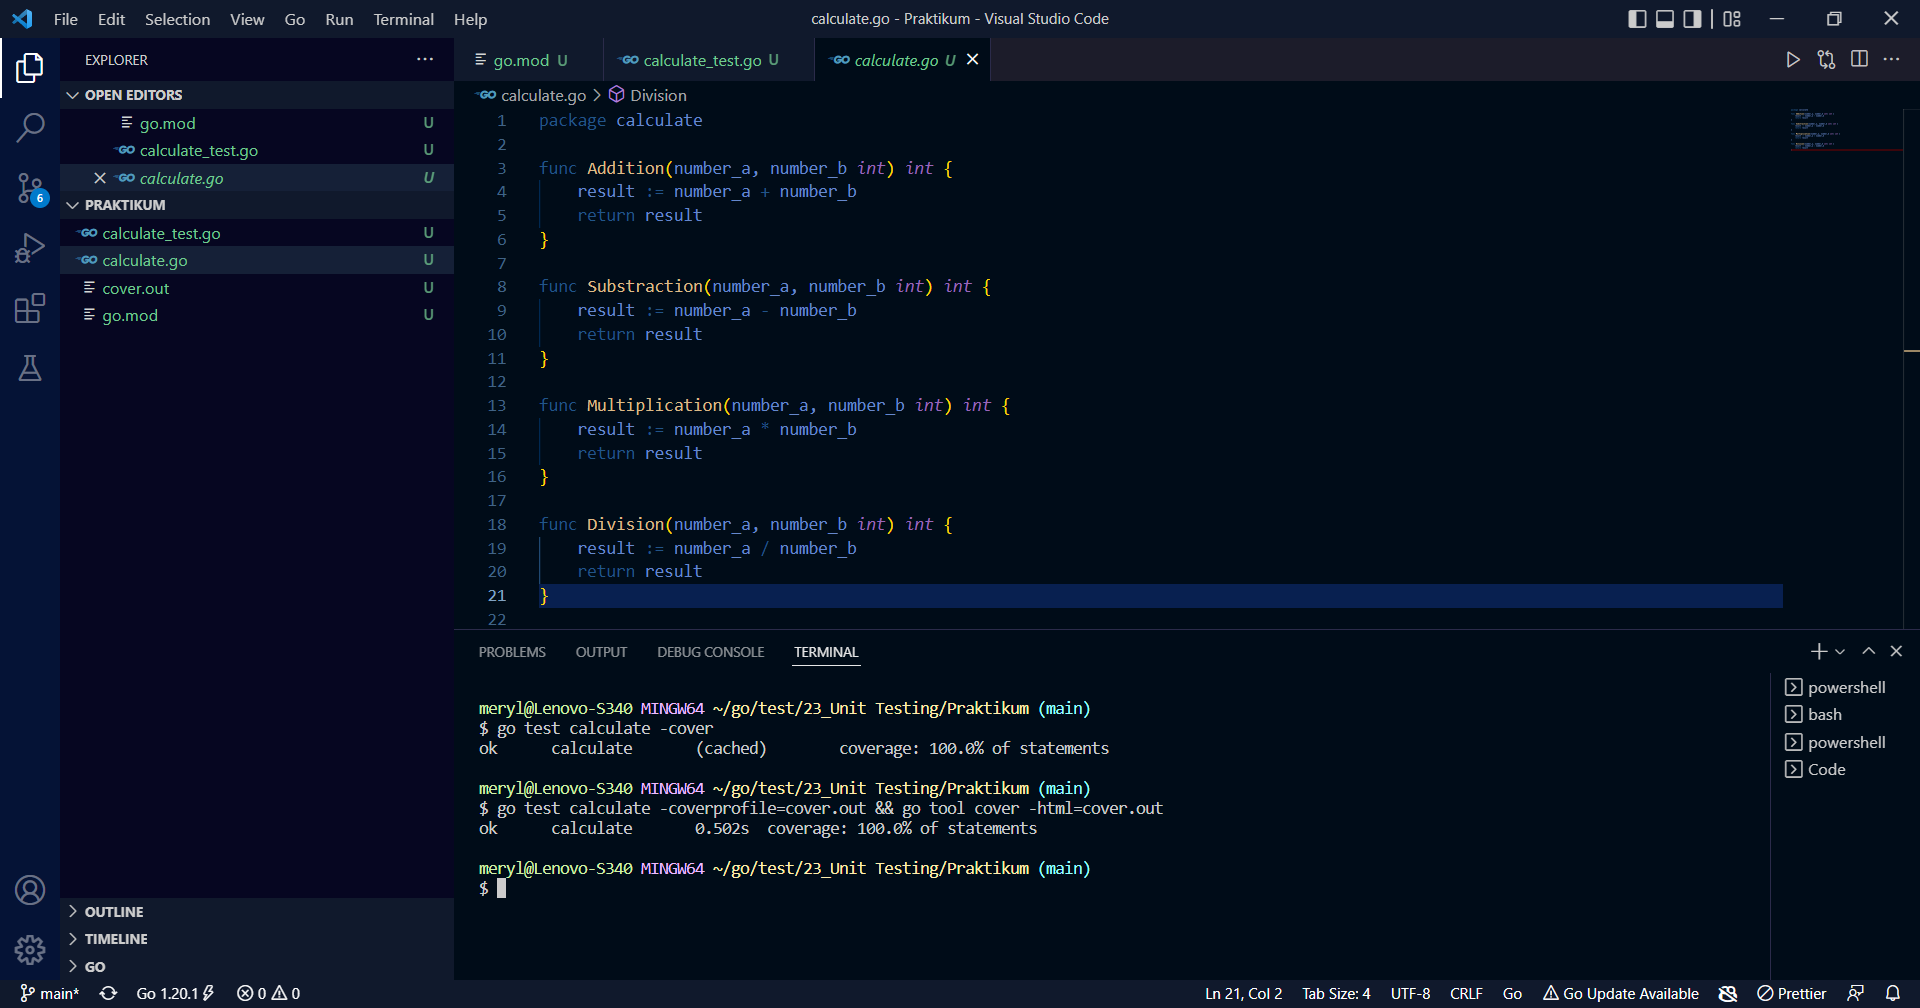 File Edit Selection View Go Run Terminal Help
calculate.go - Praktikum - Visual Studio Code
EXPLORER
OPEN EDITORS
go.mod U
GO calculate_test.go U
GO calculate.go U
PRAKTIKUM
GO calculate_test.go U
GO calculate.go U
cover.out U
go.mod U
6
OUTLINE
TIMELINE
GO
go.mod U
GO calculate_test.go U
GO calculate.go U
GO calculate.go > Division
1 package calculate
2
3 func Addition(number_a, number_b int) int {
4 result := number_a + number_b
5 return result
6 }
7
8 func Substraction(number_a, number_b int) int {
9 result := number_a - number_b
10 return result
11 }
12
13 func Multiplication(number_a, number_b int) int {
14 result := number_a * number_b
15 return result
16 }
17
18 func Division(number_a, number_b int) int {
19 result := number_a / number_b
20 return result
21 }
22
PROBLEMS OUTPUT DEBUG CONSOLE TERMINAL
meryl@Lenovo-S340 MINGW64 ~/go/test/23_Unit Testing/Praktikum (main)
$ go test calculate -cover
ok calculate (cached) coverage: 100.0% of statements
meryl@Lenovo-S340 MINGW64 ~/go/test/23_Unit Testing/Praktikum (main)
$ go test calculate -coverprofile=cover.out && go tool cover -html=cover.out
ok calculate 0.502s coverage: 100.0% of statements
meryl@Lenovo-S340 MINGW64 ~/go/test/23_Unit Testing/Praktikum (main)
$
powershell
bash
powershell
Code
main* Go 1.20.1 0 0
Ln 21, Col 2 Tab Size: 4 UTF-8 CRLF Go Go Update Available Prettier